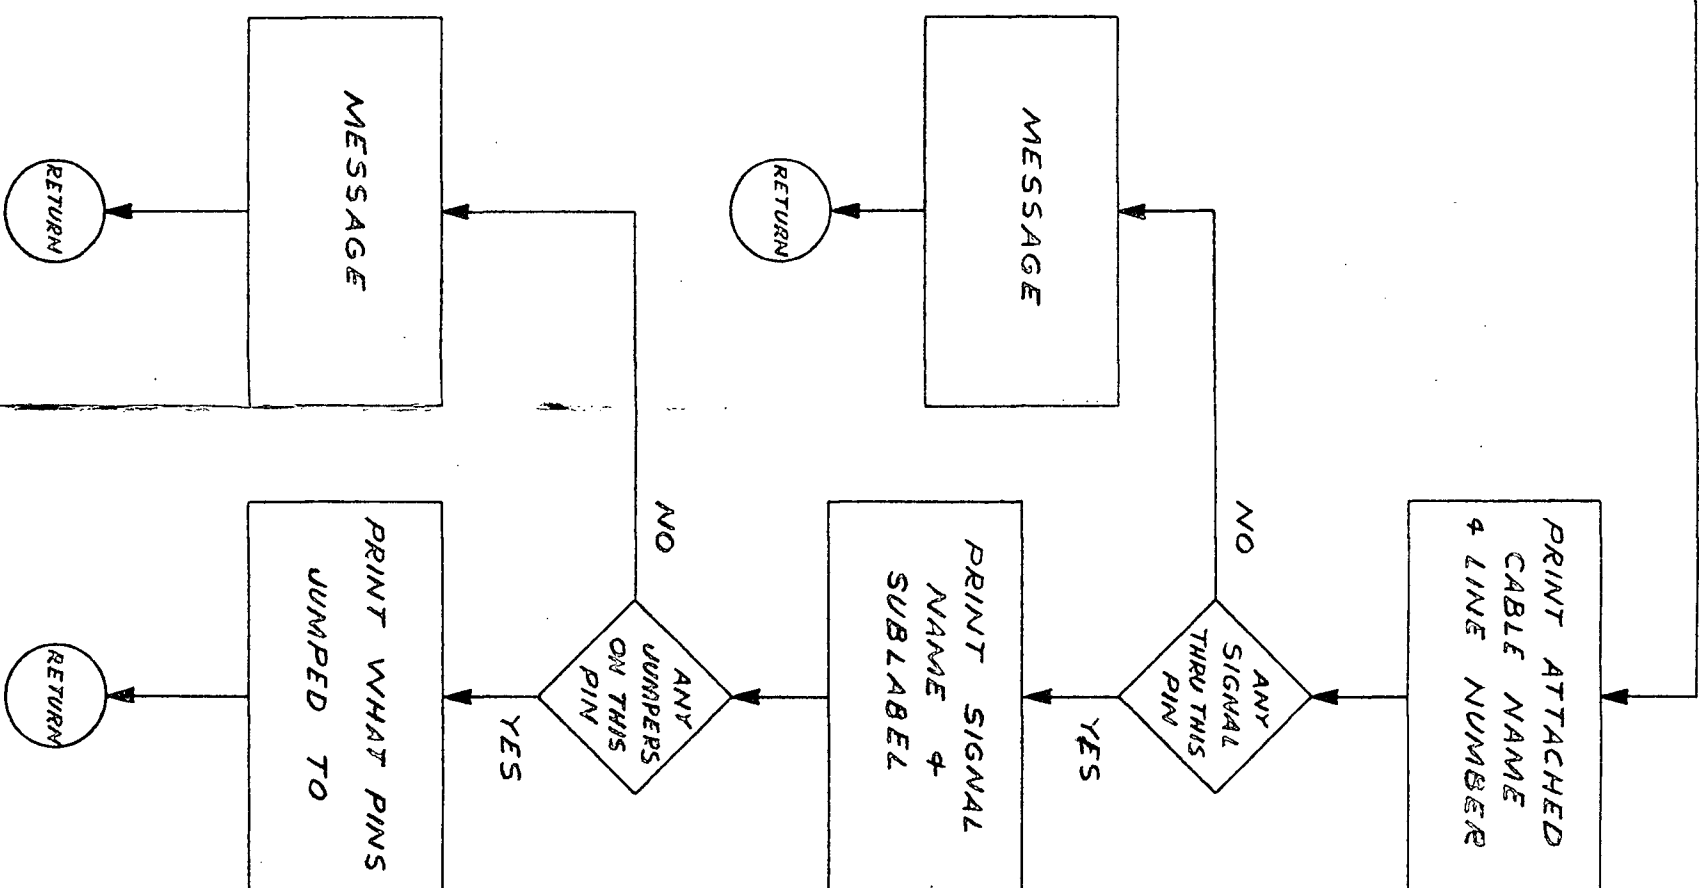 PRINT ATTACHED
CABLE NAME
& LINE NUMBER
ANY
SIGNAL
THRU THIS
PIN
NO
YES
MESSAGE
RETURN
PRINT SIGNAL
NAME &
SUBLABEL
ANY
JUMPERS
ON THIS
PIN
NO
YES
MESSAGE
RETURN
PRINT WHAT PINS
JUMPED TO
RETURN